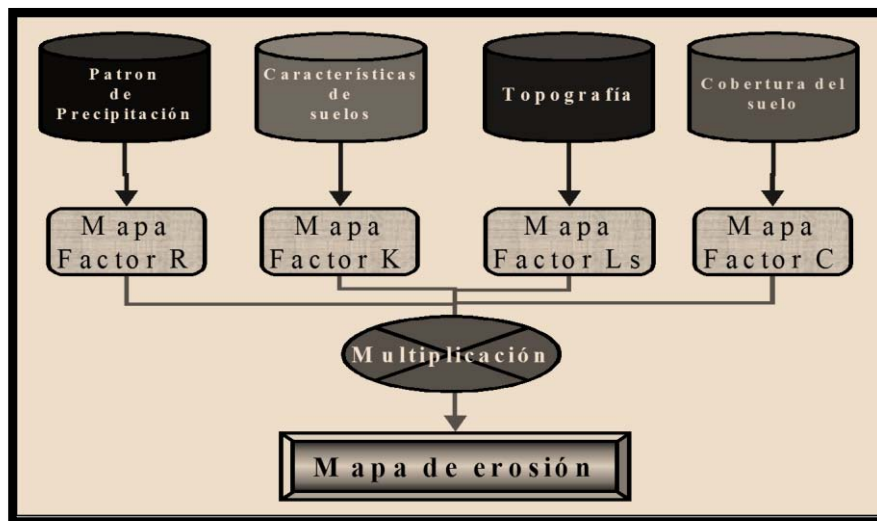 Patron
de
Precipitación
Características
de
suelos
Topografía
Cobertura del
suelo
Mapa
Factor R
Mapa
Factor K
Mapa
Factor Ls
Mapa
Factor C
Multiplicación
Mapa de erosión